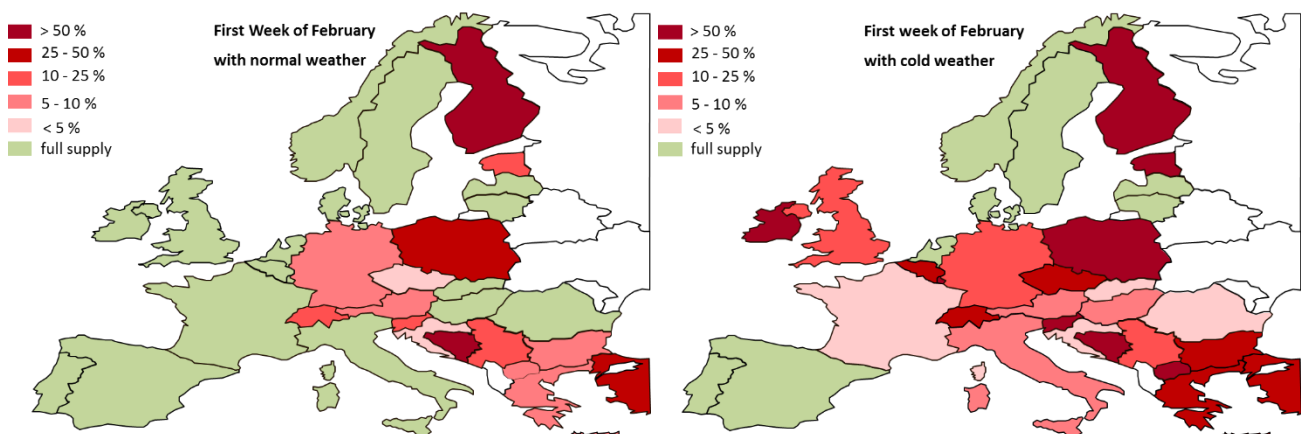 > 50 %
25 - 50 %
10 - 25 %
5 - 10 %
< 5 %
full supply
First Week of February
with normal weather
> 50 %
25 - 50 %
10 - 25 %
5 - 10 %
< 5 %
full supply
First week of February
with cold weather